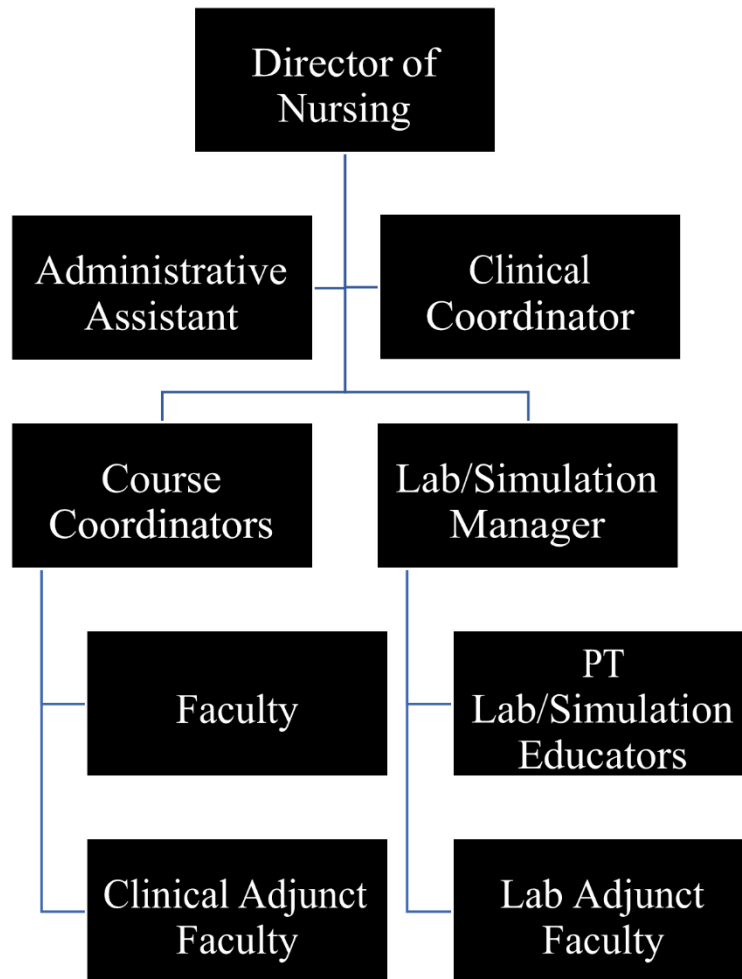 Director of
Nursing
Administrative
Assistant
Clinical
Coordinator
Course
Coordinators
Lab/Simulation
Manager
Faculty
PT
Lab/Simulation
Educators
Clinical Adjunct
Faculty
Lab Adjunct
Faculty